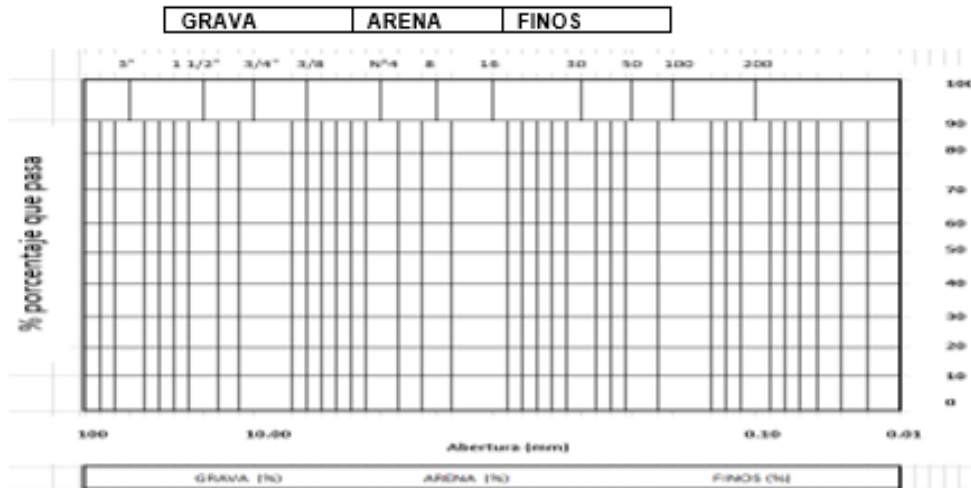 GRAVA ARENA FINOS
3" 1 1/2" 3/4" 3/8 N°4 8 16 30 50 100 200
100
90
80
70
60
50
40
30
20
10
0
% porcentaje que pasa
100 10.00 0.10 0.01
Abertura (mm)
GRAVA (%) ARENA (%) FINOS (%)